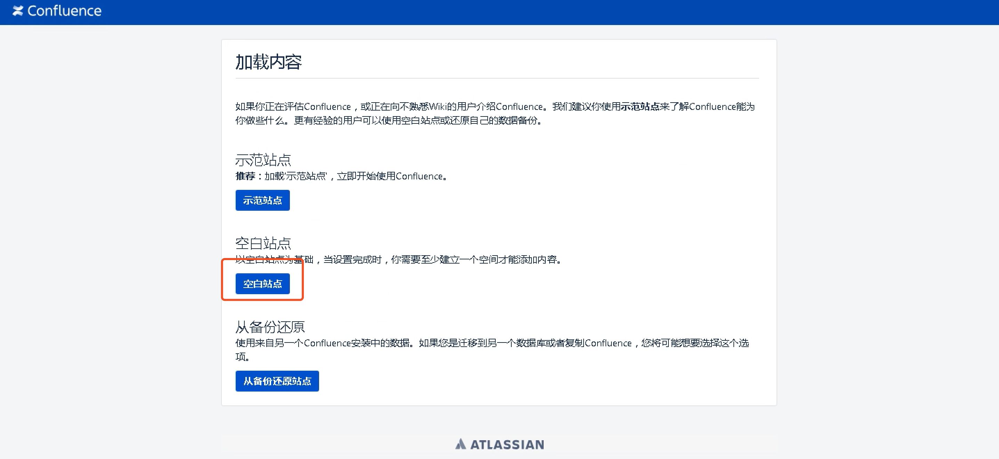 Confluence
加载内容
如果你正在评估Confluence，或正在向不熟悉Wiki的用户介绍Confluence。我们建议你使用示范站点来了解Confluence能为
你做些什么。更有经验的用户可以使用空白站点或还原自己的数据备份。
示范站点
推荐：加载'示范站点'，立即开始使用Confluence。
示范站点
空白站点
以空白站点为基础，当设置完成时，你需要至少建立一个空间才能添加内容。
空白站点
从备份还原
使用来自另一个Confluence安装中的数据。如果您是迁移到另一个数据库或者复制Confluence，您将可能想要选择这个选
项。
从备份还原站点
ATLASSIAN